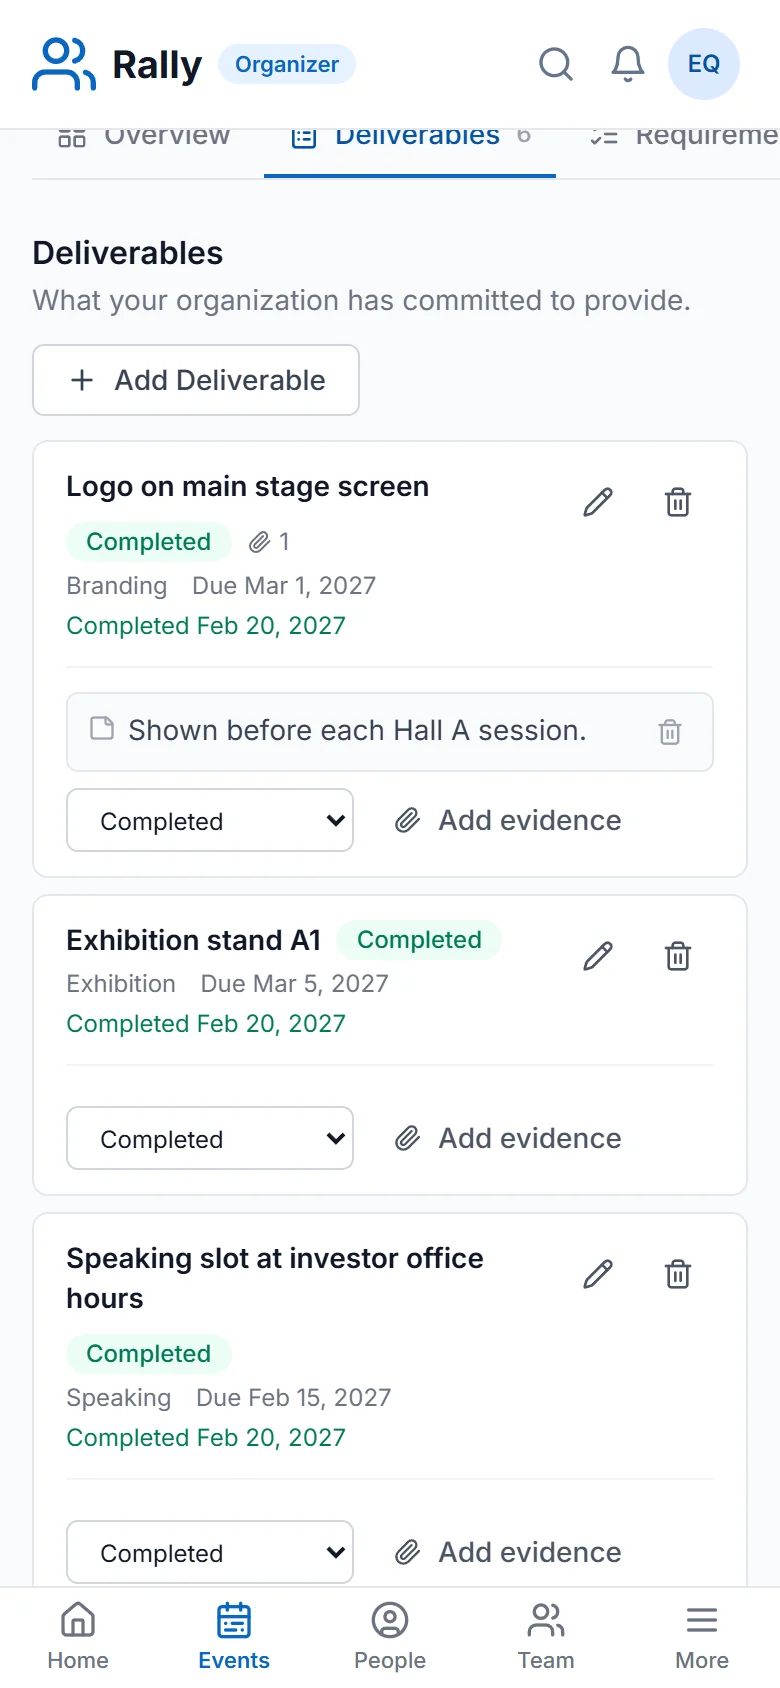 Rally Organizer EQ
Overview Deliverables 6 Requireme
Deliverables
What your organization has committed to provide.
Add Deliverable
Logo on main stage screen
Completed 1
Branding Due Mar 1, 2027
Completed Feb 20, 2027
Shown before each Hall A session.
Completed Add evidence
Exhibition stand A1 Completed
Exhibition Due Mar 5, 2027
Completed Feb 20, 2027
Completed Add evidence
Speaking slot at investor office
hours
Completed
Speaking Due Feb 15, 2027
Completed Feb 20, 2027
Completed Add evidence
Home Events People Team More